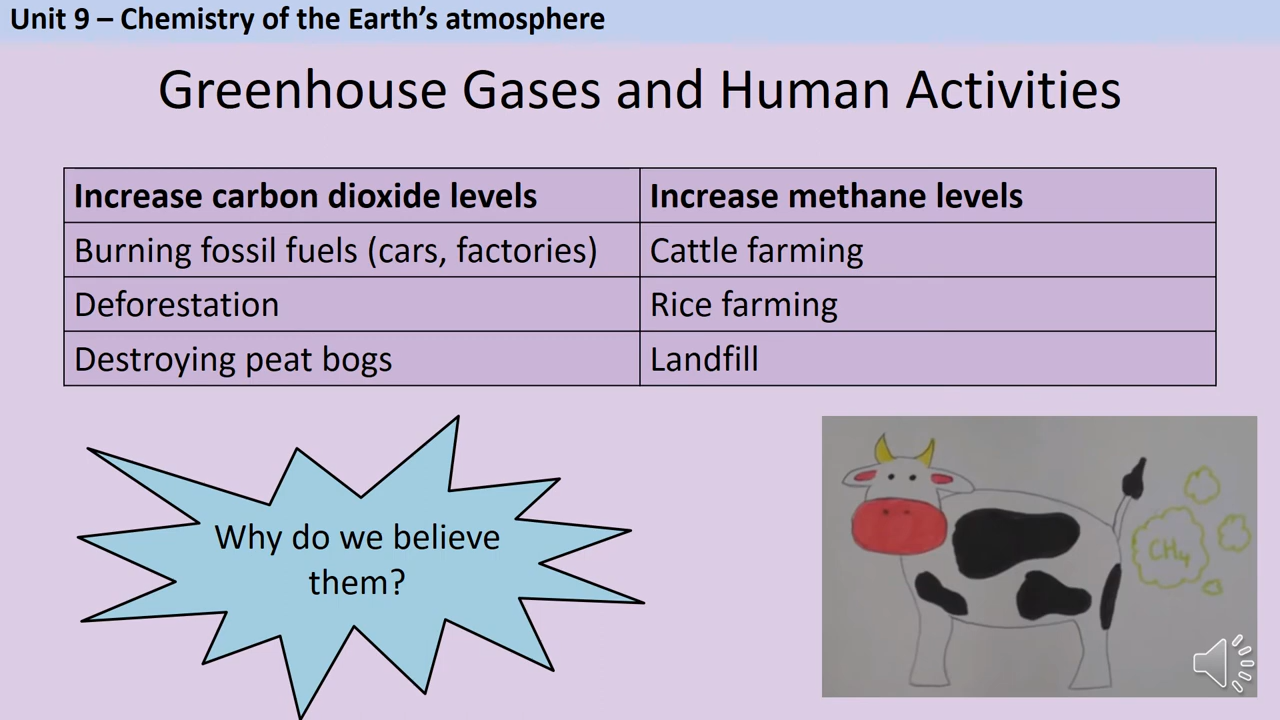 Unit 9 – Chemistry of the Earth’s atmosphere
Greenhouse Gases and Human Activities
Increase carbon dioxide levels
Increase methane levels
Burning fossil fuels (cars, factories)
Cattle farming
Deforestation
Rice farming
Destroying peat bogs
Landfill
Why do we believe
them?
CH4